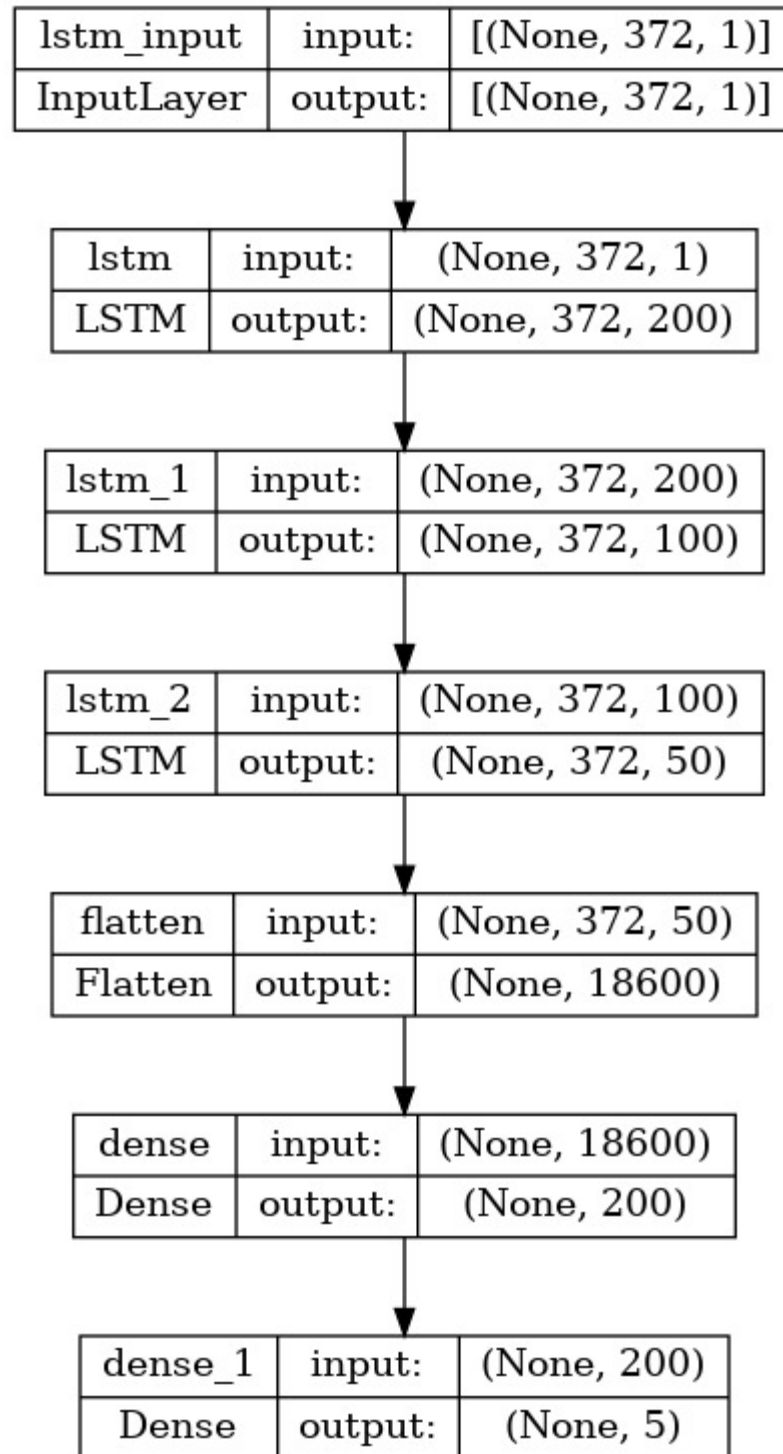 lstm_input input: [(None, 372, 1)]
InputLayer output: [(None, 372, 1)]
lstm input: (None, 372, 1)
LSTM output: (None, 372, 200)
lstm_1 input: (None, 372, 200)
LSTM output: (None, 372, 100)
lstm_2 input: (None, 372, 100)
LSTM output: (None, 372, 50)
flatten input: (None, 372, 50)
Flatten output: (None, 18600)
dense input: (None, 18600)
Dense output: (None, 200)
dense_1 input: (None, 200)
Dense output: (None, 5)